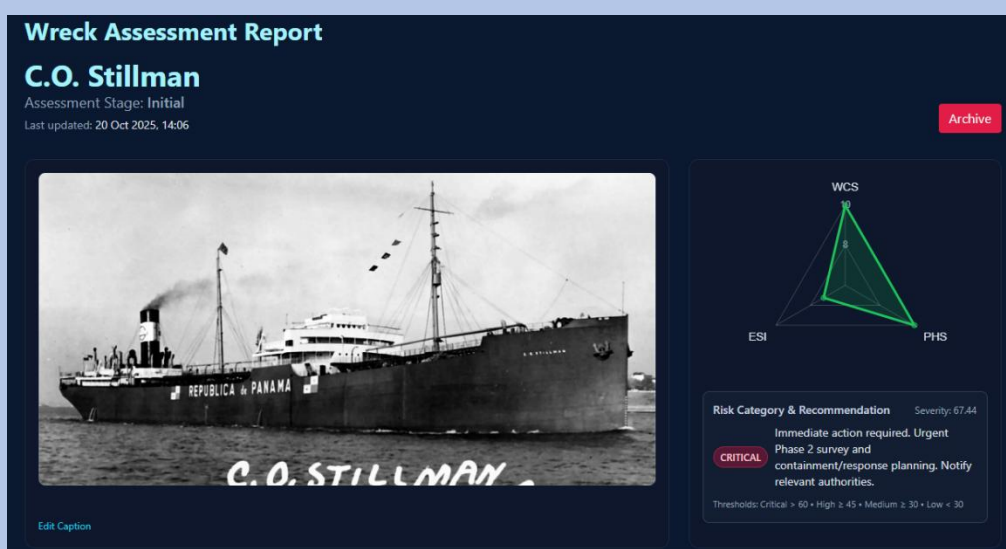 Wreck Assessment Report
C.O. Stillman
Assessment Stage: Initial
Last updated: 20 Oct 2025, 14:06
Archive
REPUBLICA de PANAMA
C.O. STILLMAN
C.O. STILLMAN
Edit Caption
WCS
10
8
ESI
PHS
Risk Category & Recommendation
Severity: 67.44
CRITICAL
Immediate action required. Urgent
Phase 2 survey and
containment/response planning. Notify
relevant authorities.
Thresholds: Critical > 60 • High ≥ 45 • Medium ≥ 30 • Low < 30